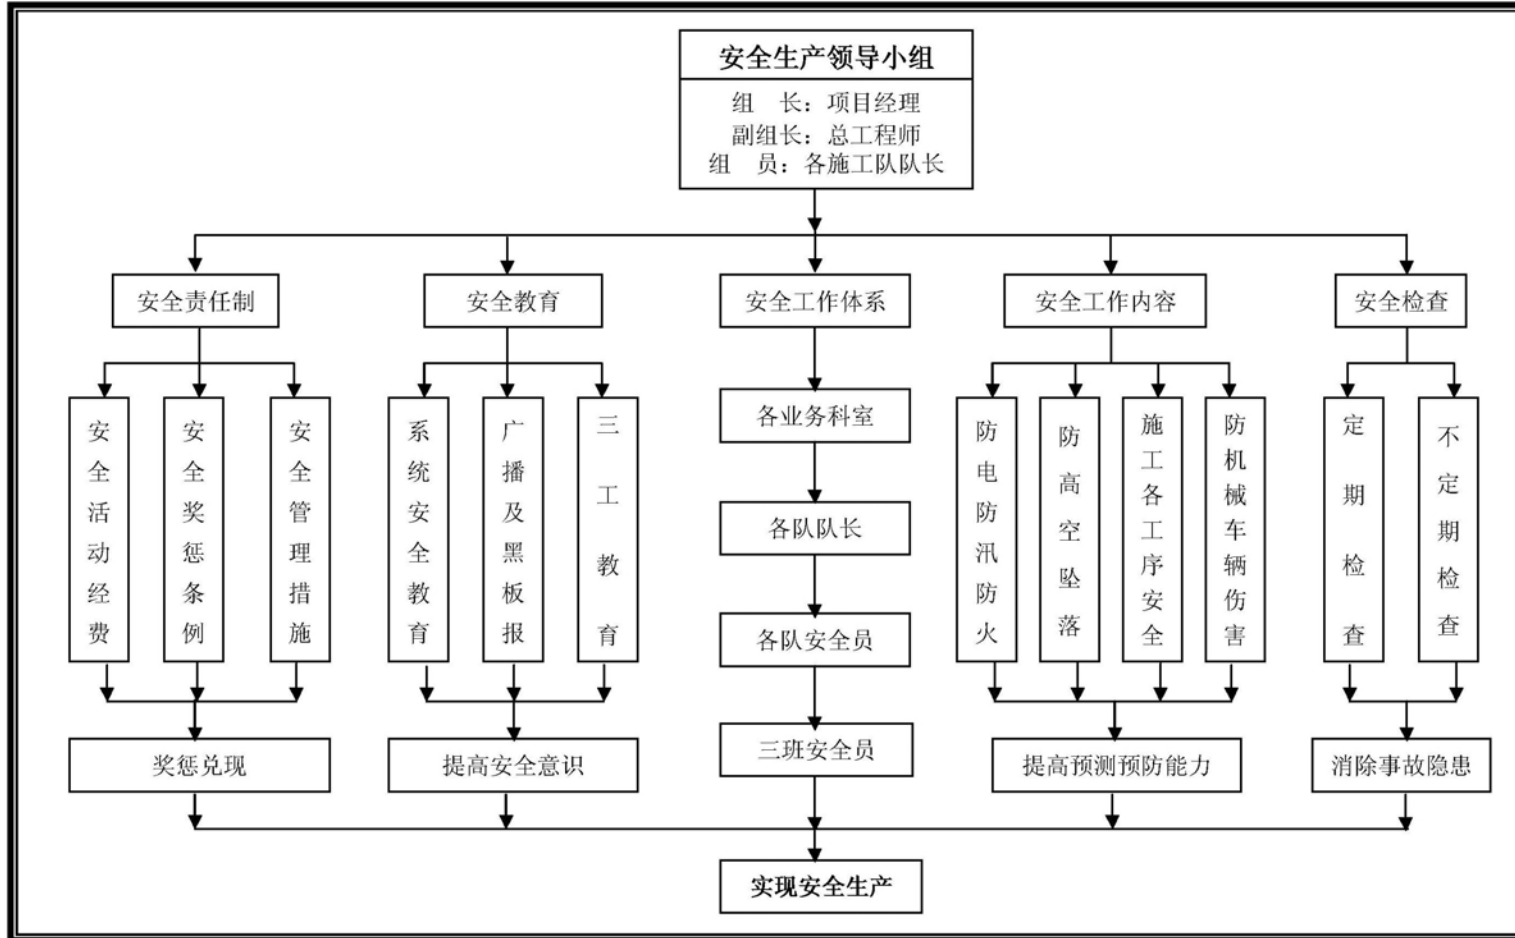 安全生产领导小组
组 长：项目经理
副组长：总工程师
组 员：各施工队队长
安全责任制
安全教育
安全工作体系
安全工作内容
安全检查
安全活动经费
安全奖惩条例
安全管理措施
系统安全教育
广播及黑板报
三工教育
各业务科室
各队队长
各队安全员
三班安全员
防电防汛防火
防高空坠落
施工各工序安全
防机械车辆伤害
定期检查
不定期检查
奖惩兑现
提高安全意识
提高预测预防能力
消除事故隐患
实现安全生产